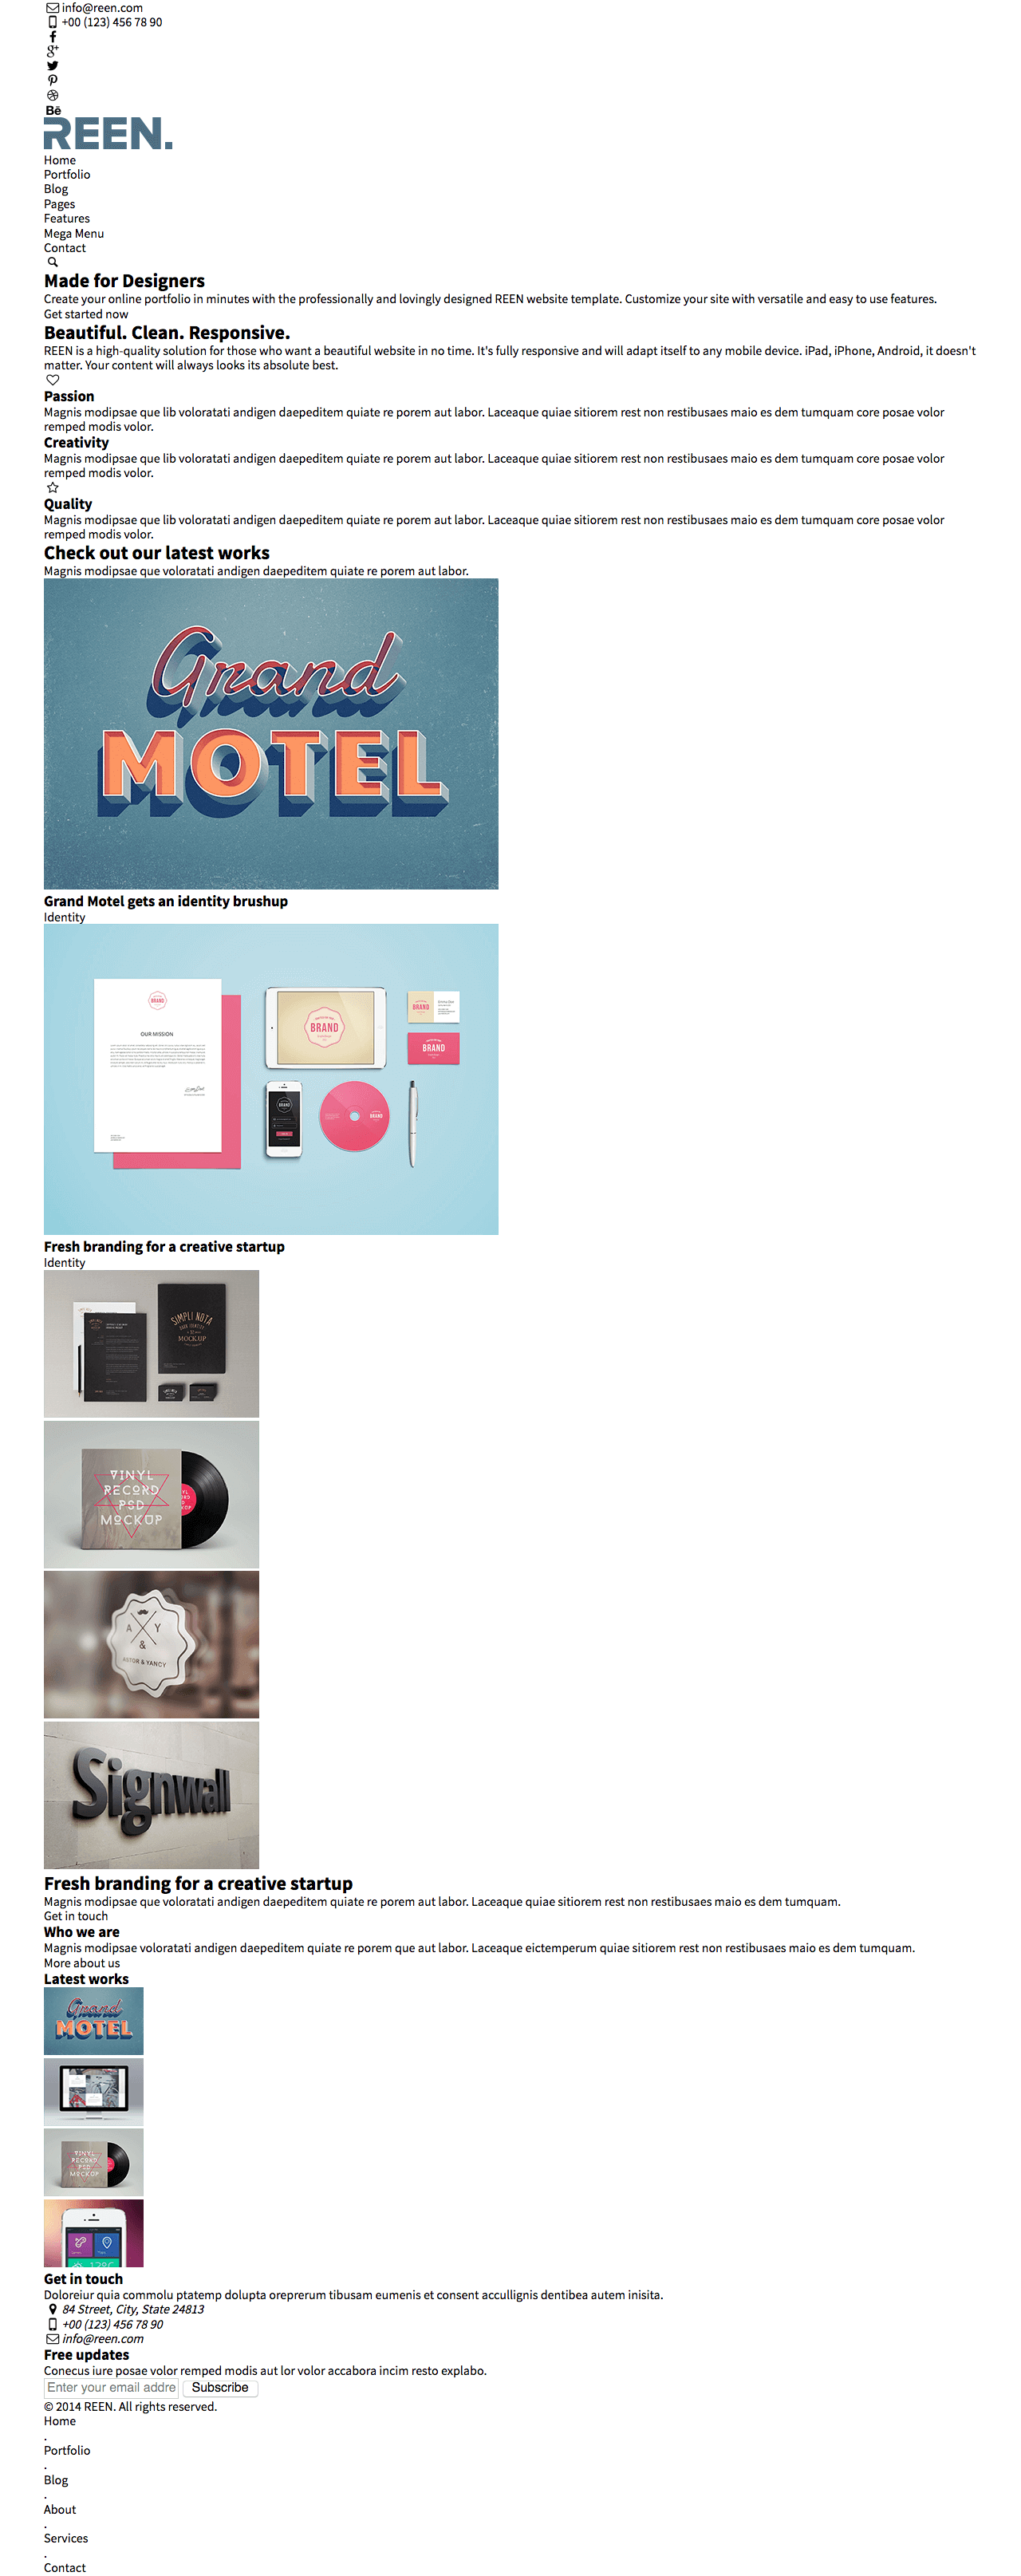 info@reen.com
+00 (123) 456 78 90
Bē
REEN.
Home
Portfolio
Blog
Pages
Features
Mega Menu
Contact
Made for Designers
Create your online portfolio in minutes with the professionally and lovingly designed REEN website template. Customize your site with versatile and easy to use features.
Get started now
Beautiful. Clean. Responsive.
REEN is a high-quality solution for those who want a beautiful website in no time. It's fully responsive and will adapt itself to any mobile device. iPad, iPhone, Android, it doesn't
matter. Your content will always looks its absolute best.
Passion
Magnis modipsae que lib voloratati andigen daepeditem quiate re porem aut labor. Laceaque quiae sitiorem rest non restibusaes maio es dem tumquam core posae volor
remped modis volor.
Creativity
Magnis modipsae que lib voloratati andigen daepeditem quiate re porem aut labor. Laceaque quiae sitiorem rest non restibusaes maio es dem tumquam core posae volor
remped modis volor.
Quality
Magnis modipsae que lib voloratati andigen daepeditem quiate re porem aut labor. Laceaque quiae sitiorem rest non restibusaes maio es dem tumquam core posae volor
remped modis volor.
Check out our latest works
Magnis modipsae que voloratati andigen daepeditem quiate re porem aut labor.
Grand
MOTEL
Grand Motel gets an identity brushup
Identity
BRAND
OUR MISSION
BRAND
BRAND
BRAND
BRAND
BRAND
Fresh branding for a creative startup
Identity
SIMPLI NOTA
MOCK UP
VINYL
RECORD
PSD
MOCKUP
A Y
&
ASTOR & YANCY
Signwall
Fresh branding for a creative startup
Magnis modipsae que voloratati andigen daepeditem quiate re porem aut labor. Laceaque quiae sitiorem rest non restibusaes maio es dem tumquam.
Get in touch
Who we are
Magnis modipsae voloratati andigen daepeditem quiate re porem que aut labor. Laceaque eictemperum quiae sitiorem rest non restibusaes maio es dem tumquam.
More about us
Latest works
Grand
MOTEL
VINYL
RECORD
PSD
MOCKUP
Get in touch
Doloreiur quia commolu ptatemp dolupta oreprerum tibusam eumenis et consent accullignis dentibea autem inisita.
84 Street, City, State 24813
+00 (123) 456 78 90
info@reen.com
Free updates
Conecus iure posae volor remped modis aut lor volor accabora incim resto explabo.
Enter your email addre Subscribe
© 2014 REEN. All rights reserved.
Home
.
Portfolio
.
Blog
.
About
.
Services
.
Contact